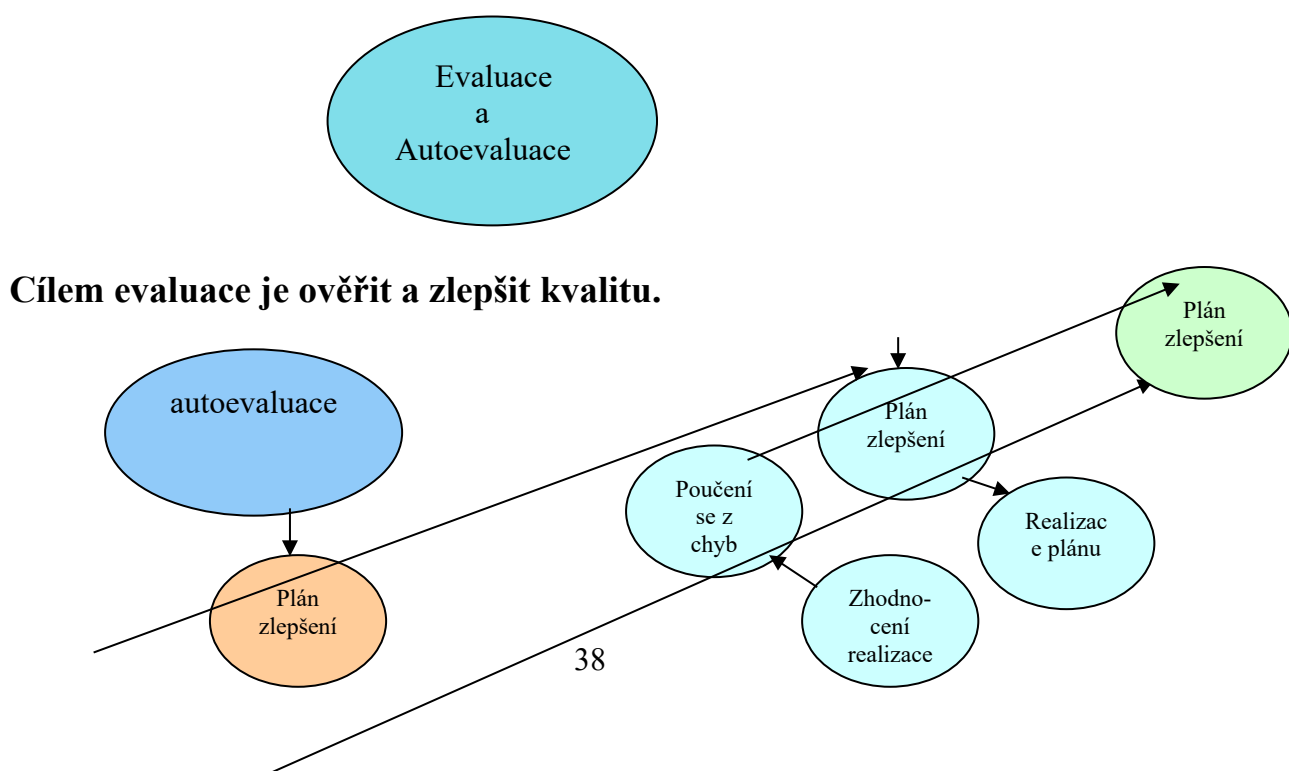 Evaluace
a
Autoevaluace
Cílem evaluace je ověřit a zlepšit kvalitu.
Plán
zlepšení
autoevaluace
Plán
zlepšení
Poučení
se z
chyb
Realizac
e plánu
Plán
zlepšení
Zhodno-
cení
realizace
38